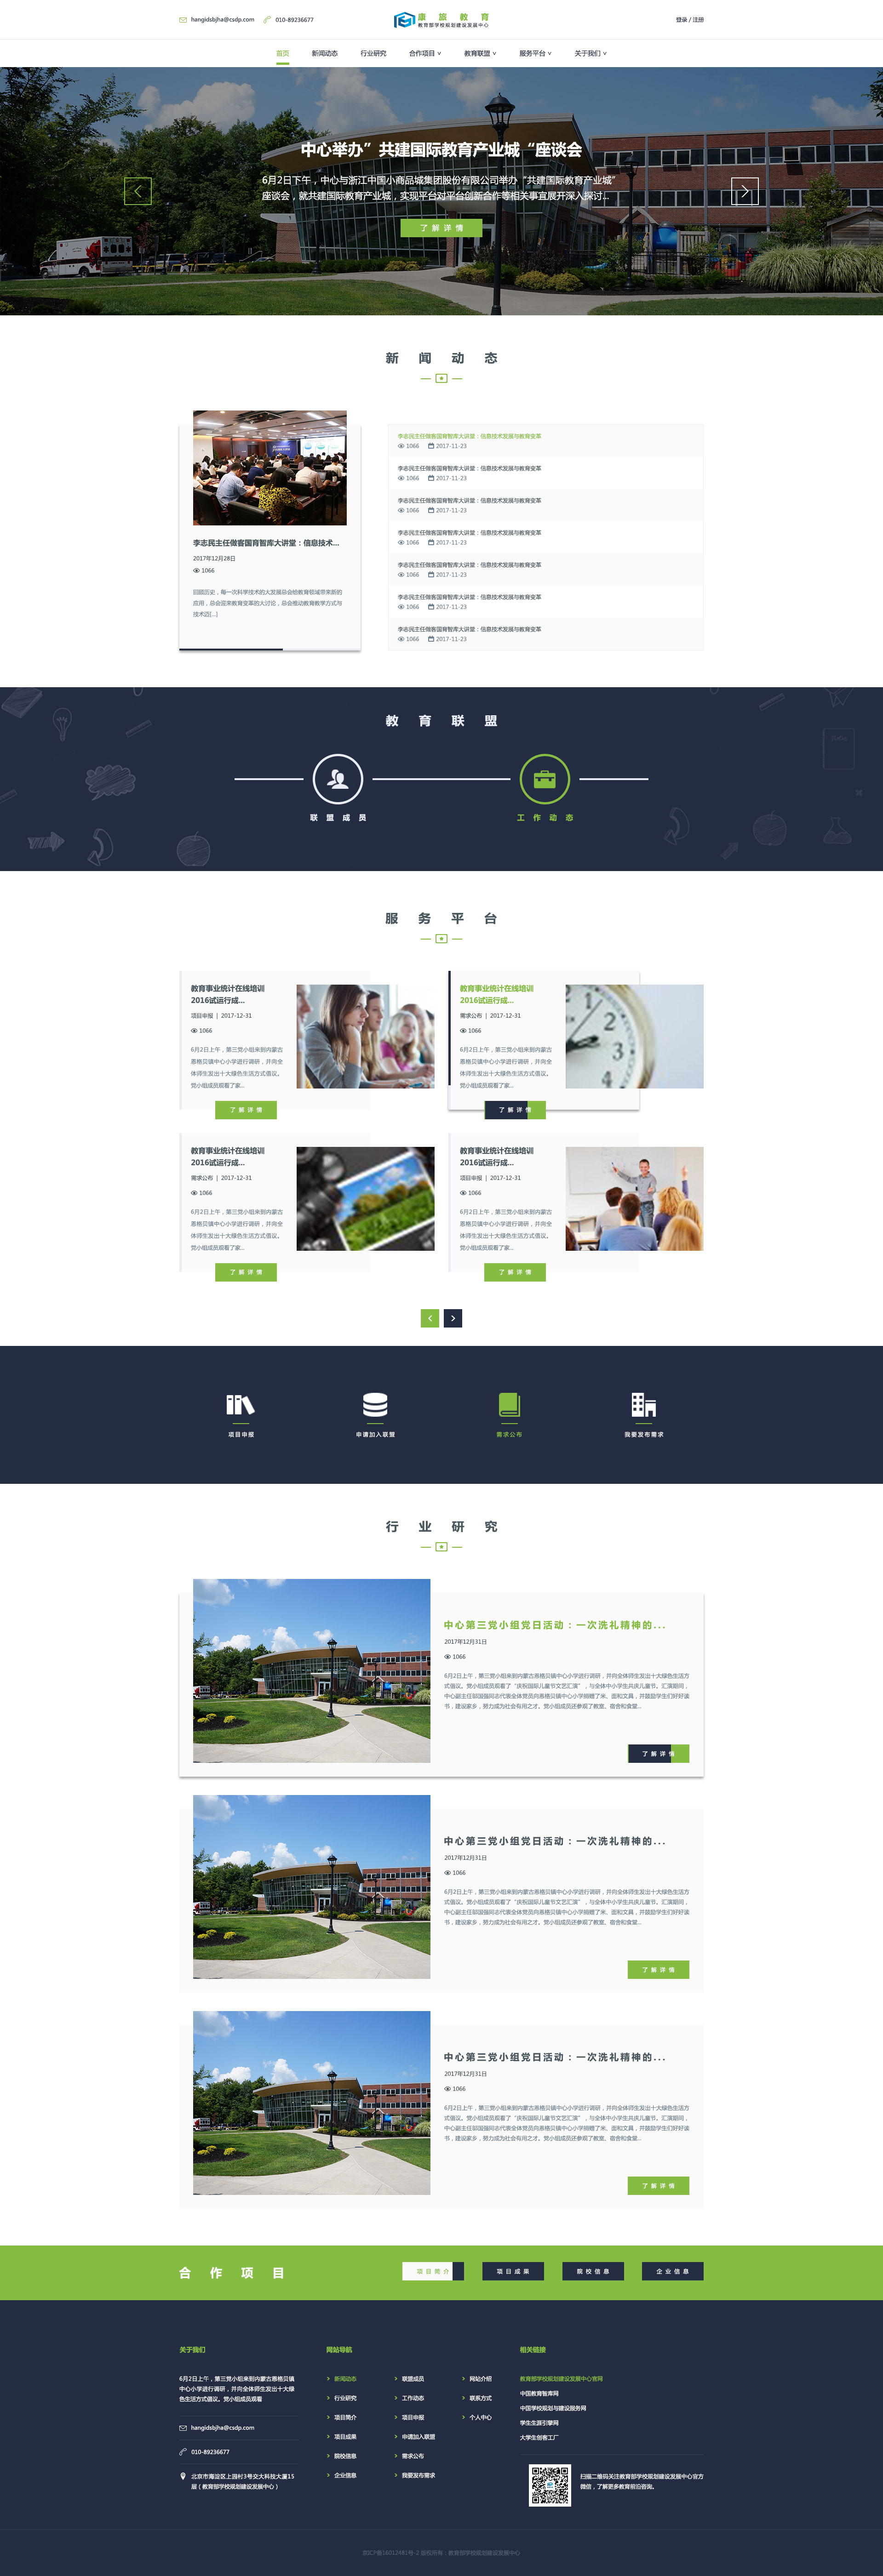 hangidsbjha@csdp.com
010-89236677
康旅教育
教育部学校规划建设发展中心
登录 / 注册
首页
新闻动态
行业研究
合作项目
教育联盟
服务平台
关于我们
中心举办”共建国际教育产业城“座谈会
6月2日下午，中心与浙江中国小商品城集团股份有限公司举办“共建国际教育产业城”
座谈会，就共建国际教育产业城，实现平台对平台创新合作等相关事宜展开深入探讨...
了解详情
新闻动态
李志民主任做客国育智库大讲堂：信息技术...
2017年12月28日
1066
回顾历史，每一次科学技术的大发展总会给教育领域带来新的
应用，总会迎来教育变革的大讨论，总会推动教育教学方式与
技术迈[...]
李志民主任做客国育智库大讲堂：信息技术发展与教育变革
1066 2017-11-23
李志民主任做客国育智库大讲堂：信息技术发展与教育变革
1066 2017-11-23
李志民主任做客国育智库大讲堂：信息技术发展与教育变革
1066 2017-11-23
李志民主任做客国育智库大讲堂：信息技术发展与教育变革
1066 2017-11-23
李志民主任做客国育智库大讲堂：信息技术发展与教育变革
1066 2017-11-23
李志民主任做客国育智库大讲堂：信息技术发展与教育变革
1066 2017-11-23
李志民主任做客国育智库大讲堂：信息技术发展与教育变革
1066 2017-11-23
教育联盟
联盟成员
工作动态
服务平台
教育事业统计在线培训
2016试运行成...
项目申报 | 2017-12-31
1066
6月2日上午，第三党小组来到内蒙古
恩格贝镇中心小学进行调研，并向全
体师生发出十大绿色生活方式倡议。
党小组成员观看了家...
了解详情
教育事业统计在线培训
2016试运行成...
需求公布 | 2017-12-31
1066
6月2日上午，第三党小组来到内蒙古
恩格贝镇中心小学进行调研，并向全
体师生发出十大绿色生活方式倡议。
党小组成员观看了家...
了解详情
教育事业统计在线培训
2016试运行成...
需求公布 | 2017-12-31
1066
6月2日上午，第三党小组来到内蒙古
恩格贝镇中心小学进行调研，并向全
体师生发出十大绿色生活方式倡议。
党小组成员观看了家...
了解详情
教育事业统计在线培训
2016试运行成...
项目申报 | 2017-12-31
1066
6月2日上午，第三党小组来到内蒙古
恩格贝镇中心小学进行调研，并向全
体师生发出十大绿色生活方式倡议。
党小组成员观看了家...
了解详情
项目申报
申请加入联盟
需求公布
我要发布需求
行业研究
中心第三党小组党日活动：一次洗礼精神的...
2017年12月31日
1066
6月2日上午，第三党小组来到内蒙古恩格贝镇中心小学进行调研，并向全体师生发出十大绿色生活方
式倡议。党小组成员观看了“庆祝国际儿童节文艺汇演”，与全体中小学生共庆儿童节。汇演期间，
中心副主任邬国强同志代表全体党员向恩格贝镇中心小学捐赠了米、面和文具，并鼓励学生们好好读
书，建设家乡，努力成为社会有用之才。党小组成员还参观了教室、宿舍和食堂...
了解详情
中心第三党小组党日活动：一次洗礼精神的...
2017年12月31日
1066
6月2日上午，第三党小组来到内蒙古恩格贝镇中心小学进行调研，并向全体师生发出十大绿色生活方
式倡议。党小组成员观看了“庆祝国际儿童节文艺汇演”，与全体中小学生共庆儿童节。汇演期间，
中心副主任邬国强同志代表全体党员向恩格贝镇中心小学捐赠了米、面和文具，并鼓励学生们好好读
书，建设家乡，努力成为社会有用之才。党小组成员还参观了教室、宿舍和食堂...
了解详情
中心第三党小组党日活动：一次洗礼精神的...
2017年12月31日
1066
6月2日上午，第三党小组来到内蒙古恩格贝镇中心小学进行调研，并向全体师生发出十大绿色生活方
式倡议。党小组成员观看了“庆祝国际儿童节文艺汇演”，与全体中小学生共庆儿童节。汇演期间，
中心副主任邬国强同志代表全体党员向恩格贝镇中心小学捐赠了米、面和文具，并鼓励学生们好好读
书，建设家乡，努力成为社会有用之才。党小组成员还参观了教室、宿舍和食堂...
了解详情
合作项目
项目简介
项目成果
院校信息
企业信息
关于我们
6月2日上午，第三党小组来到内蒙古恩格贝镇
中心小学进行调研，并向全体师生发出十大绿
色生活方式倡议。党小组成员观看
hangidsbjha@csdp.com
010-89236677
北京市海淀区上园村3号交大科技大厦15
层（教育部学校规划建设发展中心）
网站导航
新闻动态
行业研究
项目简介
项目成果
院校信息
企业信息
联盟成员
工作动态
项目申报
申请加入联盟
需求公布
我要发布需求
网站介绍
联系方式
个人中心
相关链接
教育部学校规划建设发展中心官网
中国教育智库网
中国学校规划与建设服务网
学生生涯引擎网
大学生创客工厂
扫描二维码关注教育部学校规划建设发展中心官方
微信，了解更多教育前沿咨询。
京ICP备16013481号-2 版权所有：教育部学校规划建设发展中心